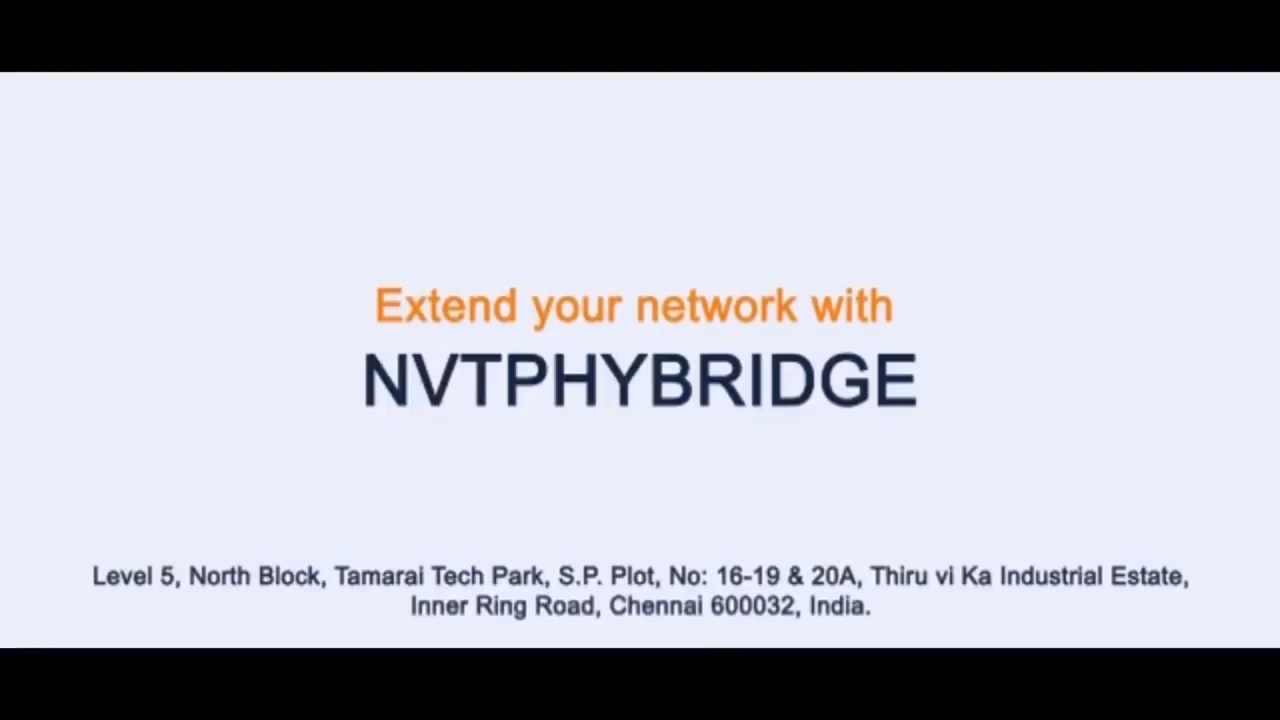 Extend your network with
NVTPHYBRIDGE
Level 5, North Block, Tamarai Tech Park, S.P. Plot, No: 16-19 & 20A, Thiru vi Ka Industrial Estate,
Inner Ring Road, Chennai 600032, India.